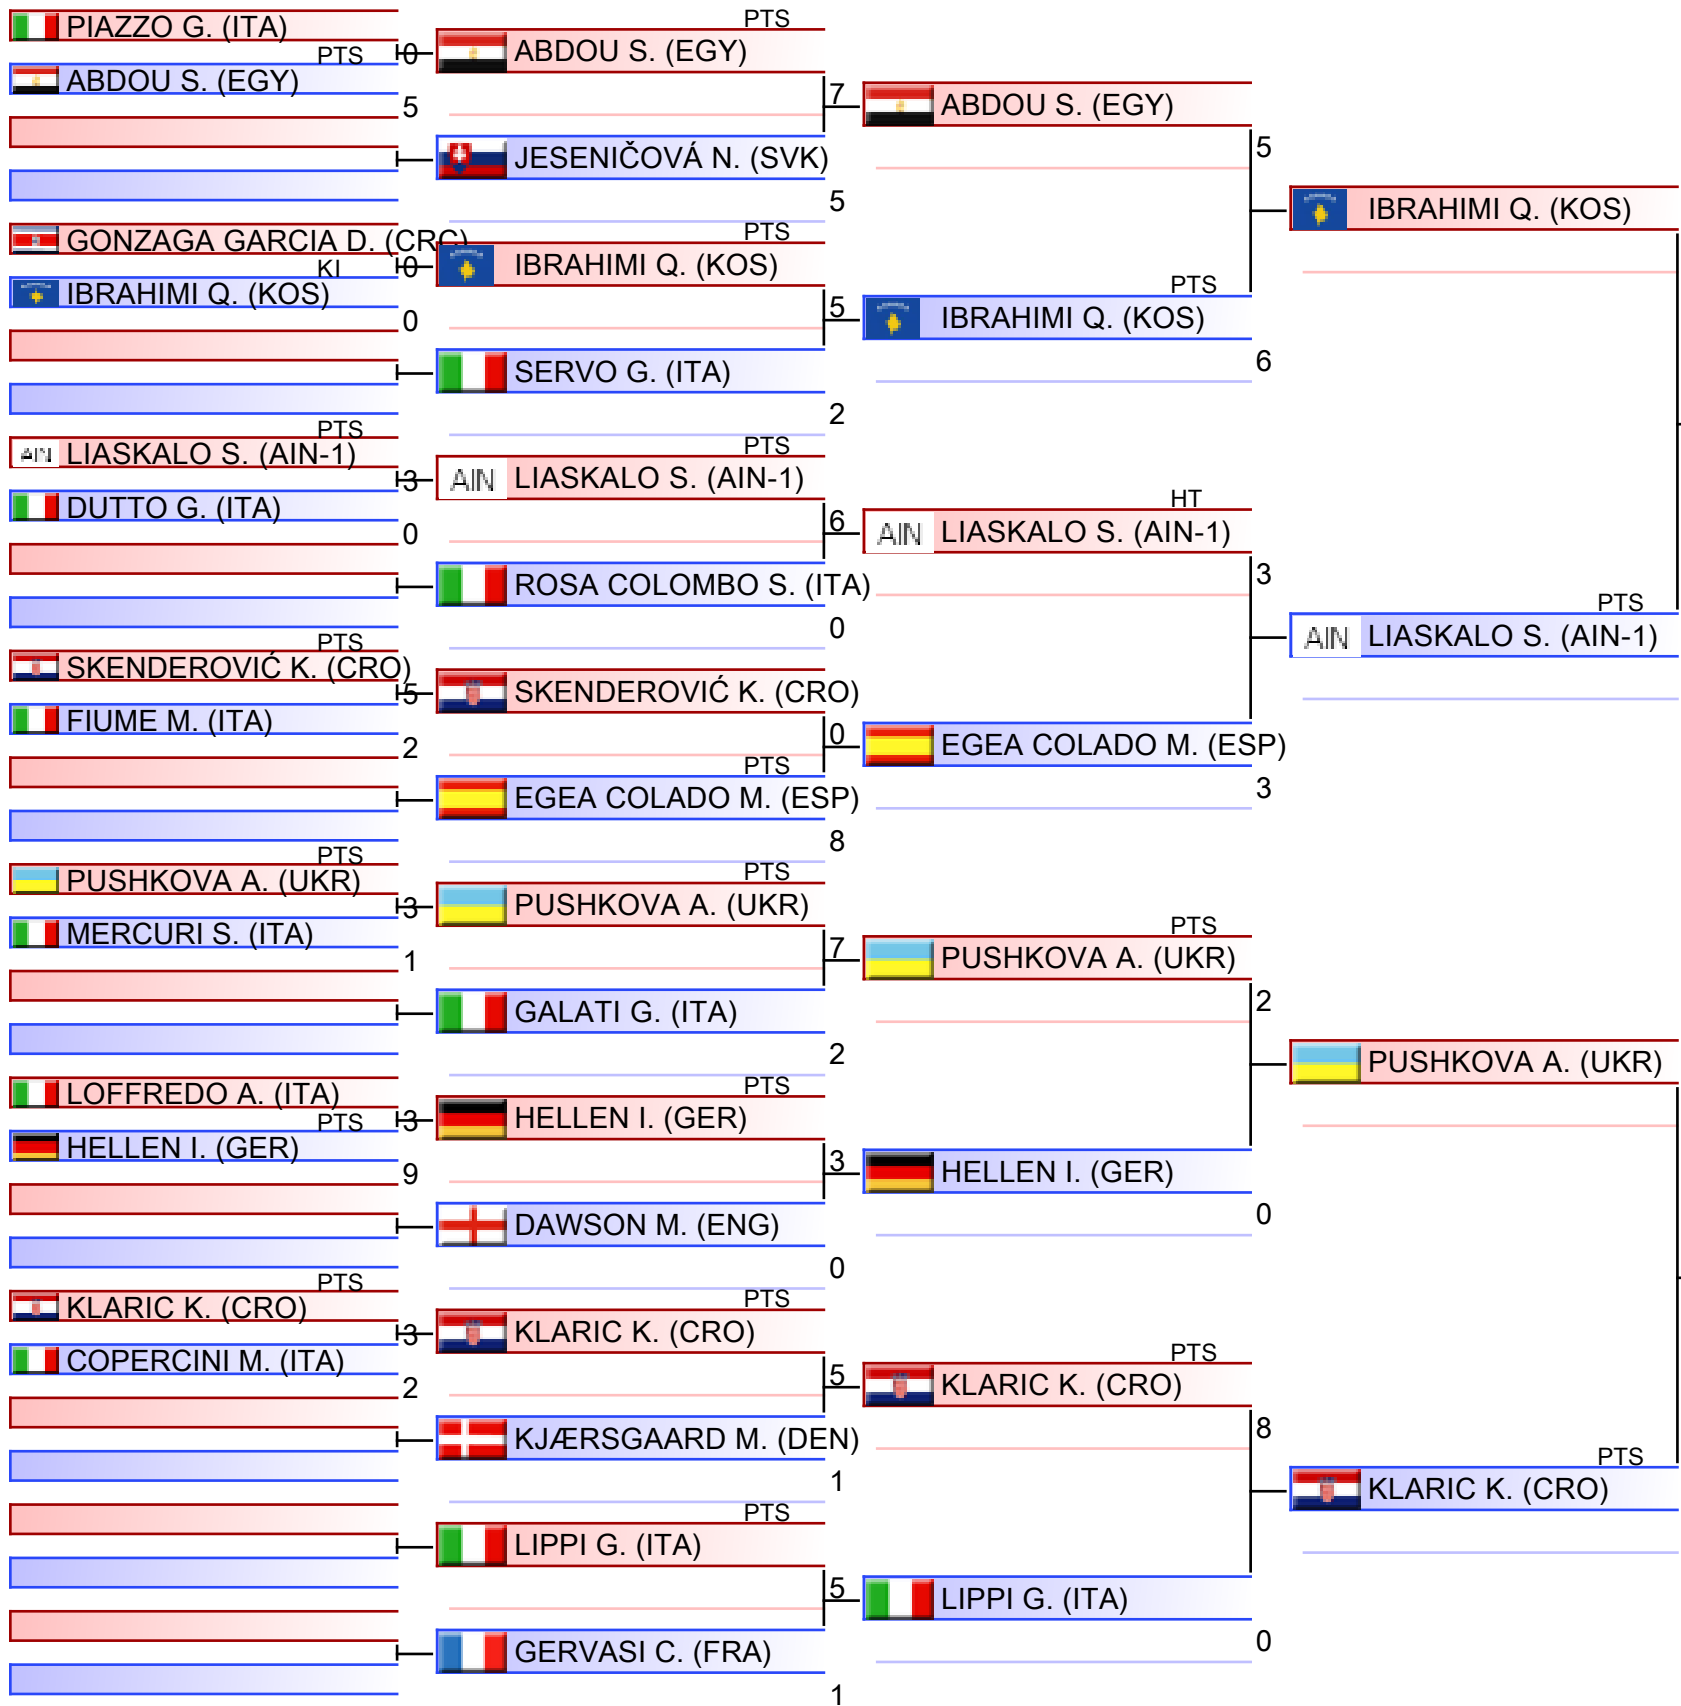 PIAZZO G. (ITA)
PTS 0
ABDOU S. (EGY)
5
GONZAGA GARCIA D. (CRC)
KI 0
IBRAHIMI Q. (KOS)
0
PTS
AIN LIASKALO S. (AIN-1)
3
DUTTO G. (ITA)
0
PTS
SKENDEROVIĆ K. (CRO)
5
FIUME M. (ITA)
2
PTS
PUSHKOVA A. (UKR)
3
MERCURI S. (ITA)
1
LOFFREDO A. (ITA)
PTS 3
HELLEN I. (GER)
9
PTS
KLARIC K. (CRO)
3
COPERCINI M. (ITA)
2
PTS
ABDOU S. (EGY)
7
JESENIČOVÁ N. (SVK)
5
PTS
IBRAHIMI Q. (KOS)
5
SERVO G. (ITA)
2
PTS
AIN LIASKALO S. (AIN-1)
6
ROSA COLOMBO S. (ITA)
0
SKENDEROVIĆ K. (CRO)
0
PTS
EGEA COLADO M. (ESP)
8
PTS
PUSHKOVA A. (UKR)
7
GALATI G. (ITA)
2
PTS
HELLEN I. (GER)
3
DAWSON M. (ENG)
0
PTS
KLARIC K. (CRO)
5
KJÆRSGAARD M. (DEN)
1
PTS
LIPPI G. (ITA)
5
GERVASI C. (FRA)
1
ABDOU S. (EGY)
5
PTS
IBRAHIMI Q. (KOS)
6
HT
AIN LIASKALO S. (AIN-1)
3
EGEA COLADO M. (ESP)
3
PTS
PUSHKOVA A. (UKR)
2
HELLEN I. (GER)
0
PTS
KLARIC K. (CRO)
8
LIPPI G. (ITA)
0
IBRAHIMI Q. (KOS)
PTS
AIN LIASKALO S. (AIN-1)
PUSHKOVA A. (UKR)
PTS
KLARIC K. (CRO)